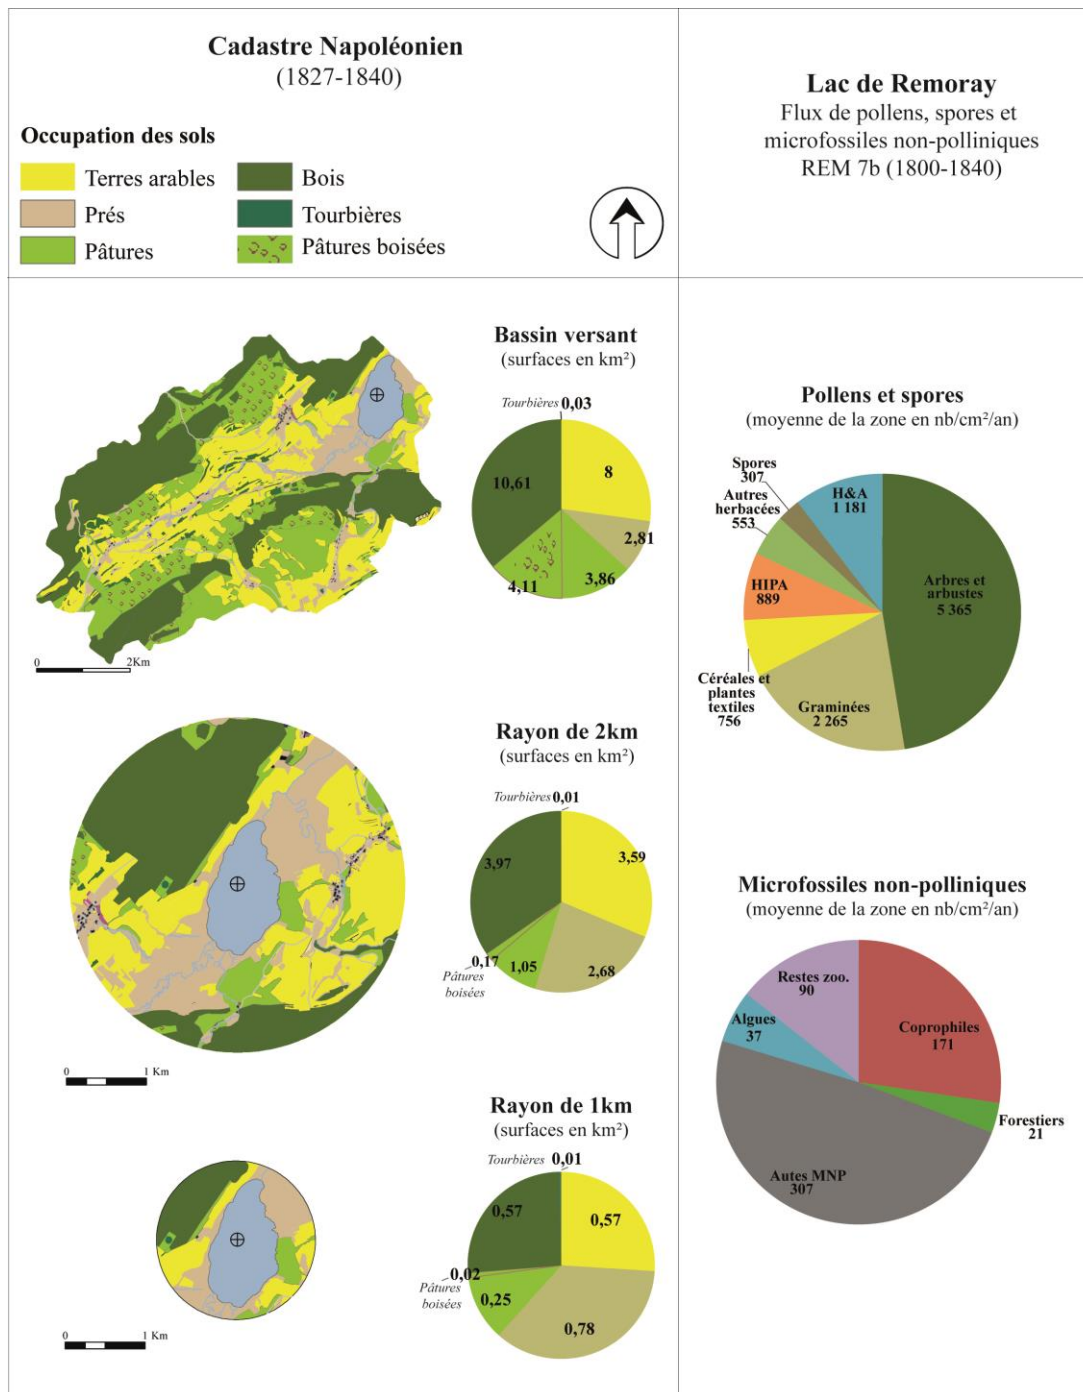 Cadastre Napoléonien
(1827-1840)
Occupation des sols
Terres arables
Prés
Pâtures
Bois
Tourbières
Pâtures boisées
Lac de Remoray
Flux de pollens, spores et
microfossiles non-polliniques
REM 7b (1800-1840)
Bassin versant
(surfaces en km²)
Tourbières 0,03
8
2,81
3,86
4,11
10,61
0 2Km
Rayon de 2km
(surfaces en km²)
Tourbières 0,01
3,59
2,68
1,05
0,17
Pâtures
boisées
3,97
0 1 Km
Rayon de 1km
(surfaces en km²)
Tourbières 0,01
0,57
0,78
0,25
0,02
Pâtures
boisées
0,57
0 1 Km
Pollens et spores
(moyenne de la zone en nb/cm²/an)
Spores
307
Autres
herbacées
553
H&A
1 181
HIPA
889
Arbres et
arbustes
5 365
Céréales et
plantes
textiles
756
Graminées
2 265
Microfossiles non-polliniques
(moyenne de la zone en nb/cm²/an)
Restes zoo.
90
Algues
37
Coprophiles
171
Forestiers
21
Autes MNP
307